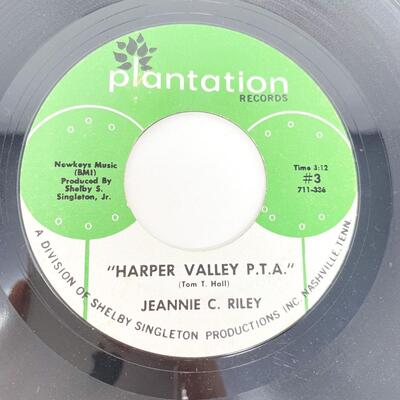 plantation
RECORDS
Newkeys Music
(BMI)
Produced By
Shelby S.
Singleton, Jr.
Time 3:12
#3
711-336
"HARPER VALLEY P.T.A."
(Tom T. Hall)
JEANNIE C. RILEY
A DIVISION OF SHELBY SINGLETON PRODUCTIONS INC. NASHVILLE, TENN.